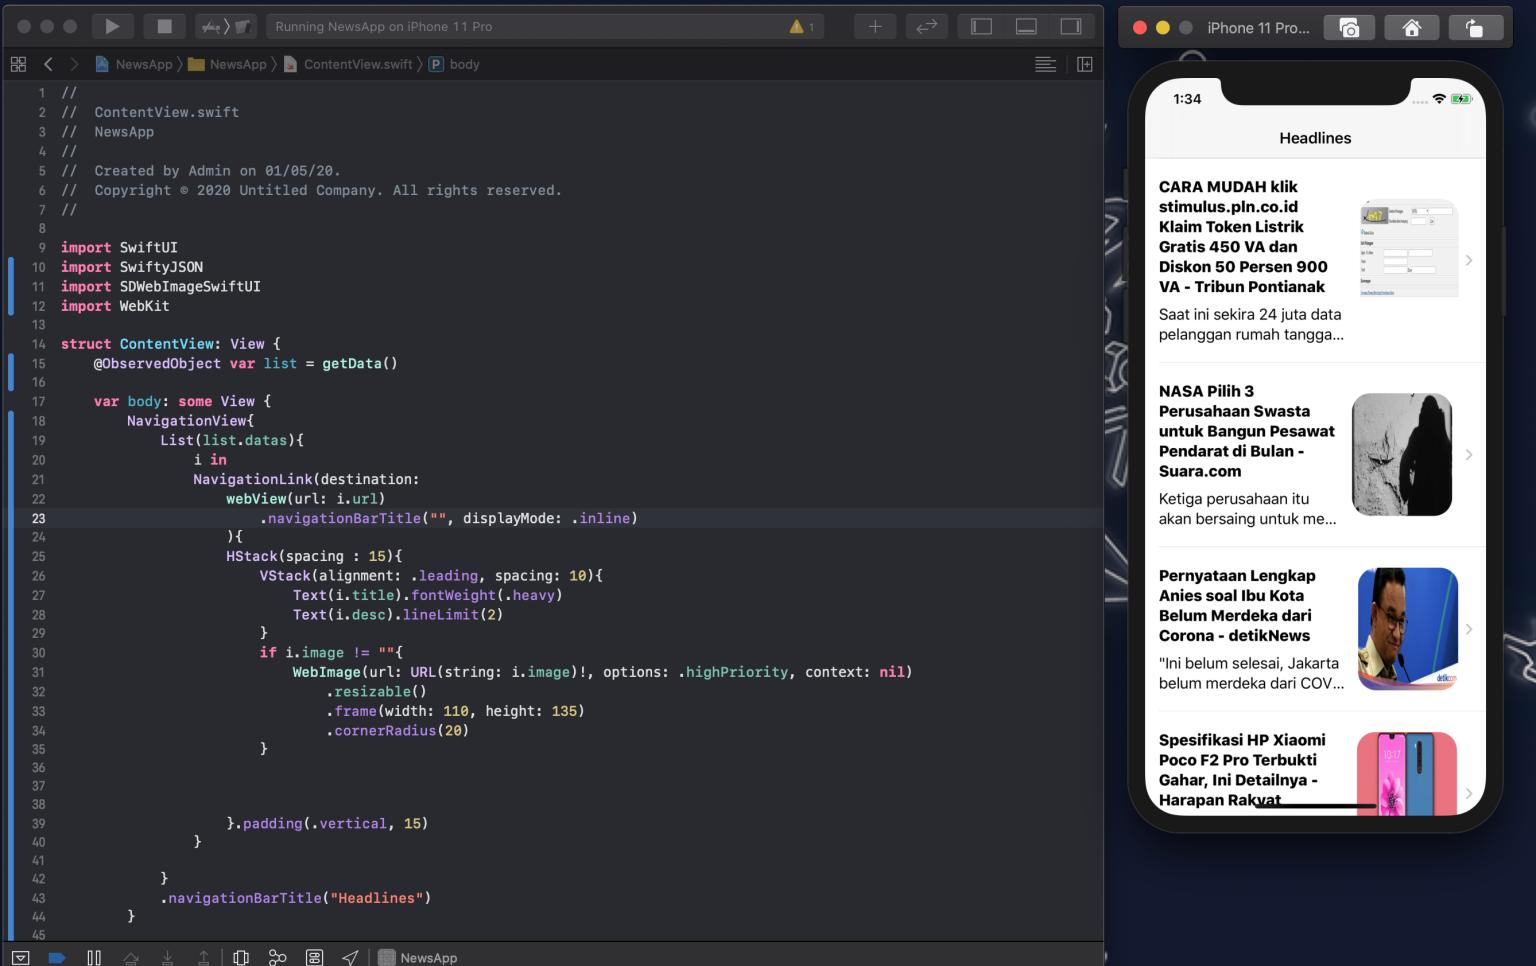 Running NewsApp on iPhone 11 Pro
1
NewsApp
NewsApp
ContentView.swift
P
body
1 //
2 //  ContentView.swift
3 //  NewsApp
4 //
5 //  Created by Admin on 01/05/20.
6 //  Copyright © 2020 Untitled Company. All rights reserved.
7 //
8
9 import SwiftUI
10 import SwiftyJSON
11 import SDWebImageSwiftUI
12 import WebKit
13
14 struct ContentView: View {
15     @ObservedObject var list = getData()
16
17     var body: some View {
18         NavigationView{
19             List(list.datas){
20                 i in
21                 NavigationLink(destination:
22                     webView(url: i.url)
23                         .navigationBarTitle("", displayMode: .inline)
24                     ){
25                     HStack(spacing : 15){
26                         VStack(alignment: .leading, spacing: 10){
27                             Text(i.title).fontWeight(.heavy)
28                             Text(i.desc).lineLimit(2)
29                         }
30                         if i.image != ""{
31                             WebImage(url: URL(string: i.image)!, options: .highPriority, context: nil)
32                                 .resizable()
33                                 .frame(width: 110, height: 135)
34                                 .cornerRadius(20)
35                         }
36
37
38
39                     }.padding(.vertical, 15)
40                 }
41
42             }
43             .navigationBarTitle("Headlines")
44         }
45
NewsApp
iPhone 11 Pro...
1:34
Headlines
CARA MUDAH klik
stimulus.pln.co.id
Klaim Token Listrik
Gratis 450 VA dan
Diskon 50 Persen 900
VA - Tribun Pontianak
Saat ini sekira 24 juta data
pelanggan rumah tangga...
NASA Pilih 3
Perusahaan Swasta
untuk Bangun Pesawat
Pendarat di Bulan -
Suara.com
Ketiga perusahaan itu
akan bersaing untuk me...
Pernyataan Lengkap
Anies soal Ibu Kota
Belum Merdeka dari
Corona - detikNews
"Ini belum selesai, Jakarta
belum merdeka dari COV...
detikcom
Spesifikasi HP Xiaomi
Poco F2 Pro Terbukti
Gahar, Ini Detailnya -
Harapan Rakyat
10:17